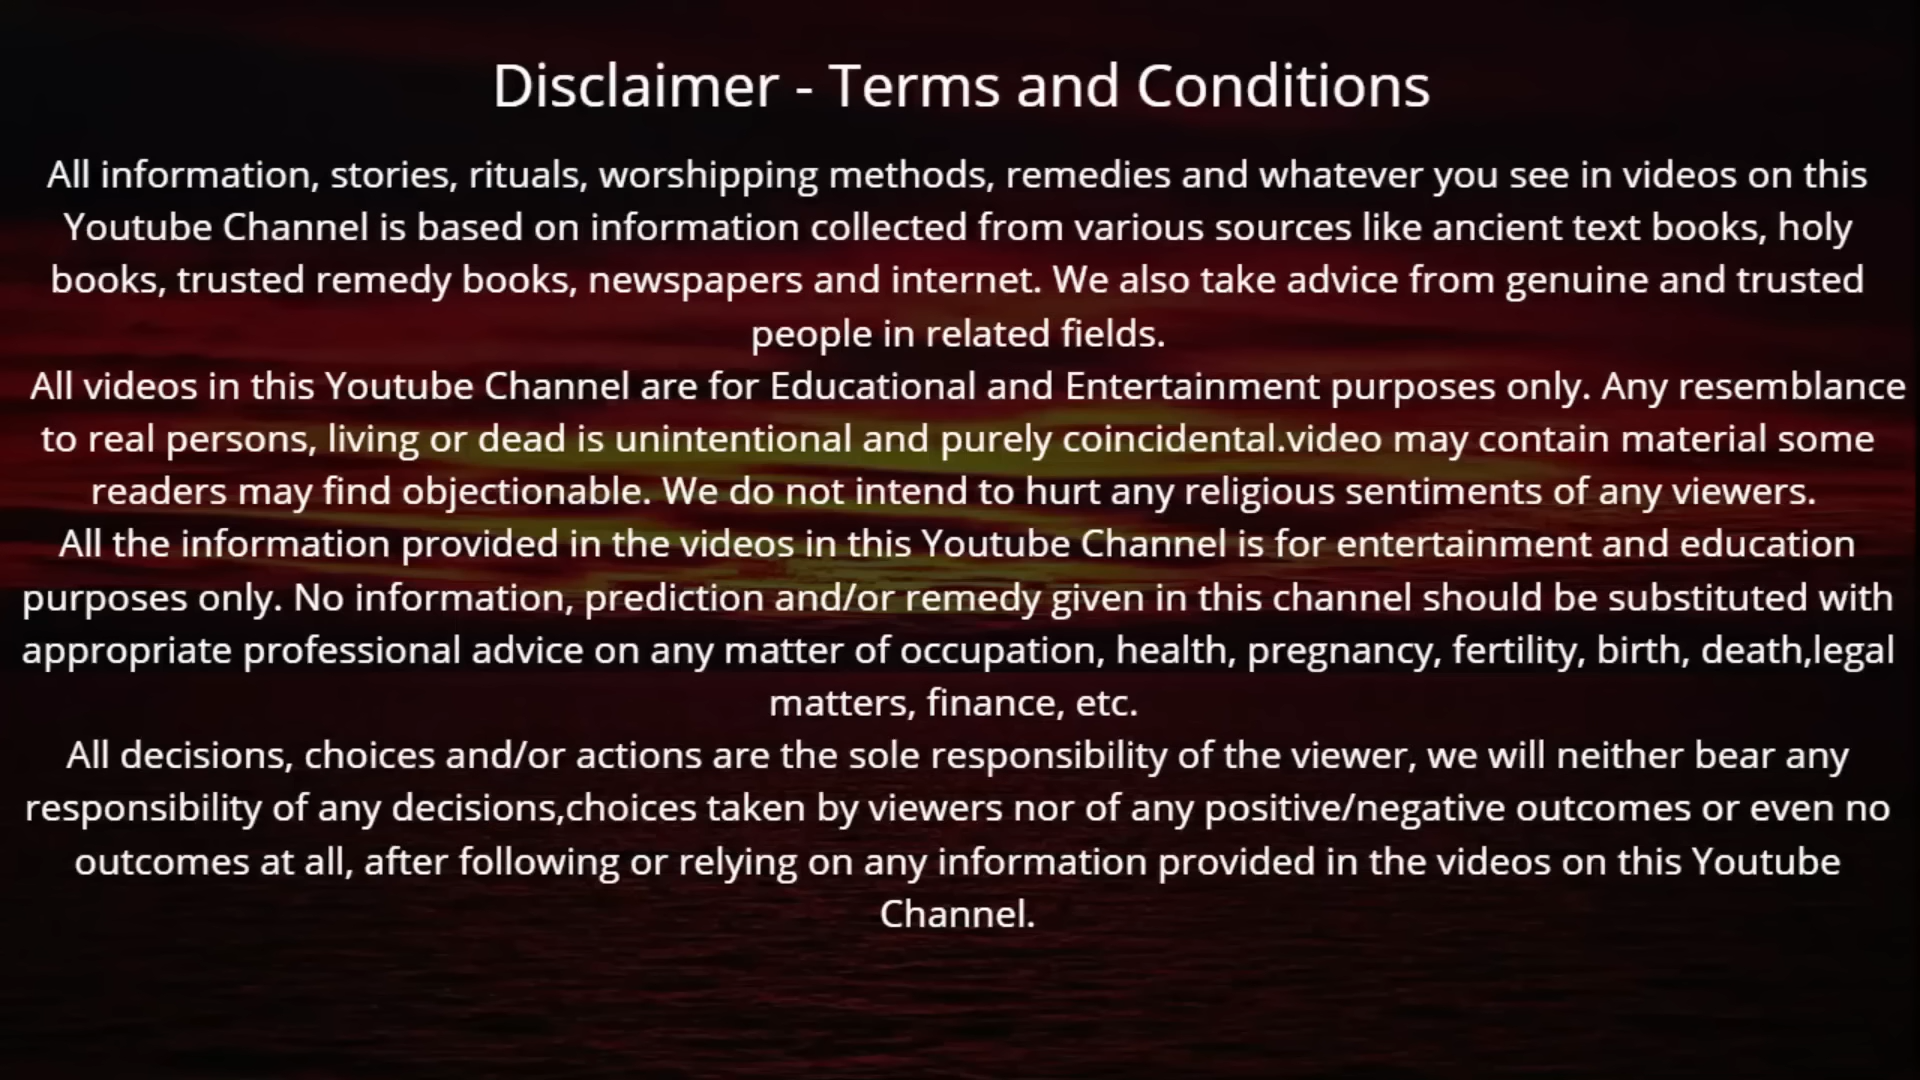 Disclaimer - Terms and Conditions
All information, stories, rituals, worshipping methods, remedies and whatever you see in videos on this
Youtube Channel is based on information collected from various sources like ancient text books, holy
books, trusted remedy books, newspapers and internet. We also take advice from genuine and trusted
people in related fields.
All videos in this Youtube Channel are for Educational and Entertainment purposes only. Any resemblance
to real persons, living or dead is unintentional and purely coincidental.video may contain material some
readers may find objectionable. We do not intend to hurt any religious sentiments of any viewers.
All the information provided in the videos in this Youtube Channel is for entertainment and education
purposes only. No information, prediction and/or remedy given in this channel should be substituted with
appropriate professional advice on any matter of occupation, health, pregnancy, fertility, birth, death,legal
matters, finance, etc.
All decisions, choices and/or actions are the sole responsibility of the viewer, we will neither bear any
responsibility of any decisions,choices taken by viewers nor of any positive/negative outcomes or even no
outcomes at all, after following or relying on any information provided in the videos on this Youtube
Channel.